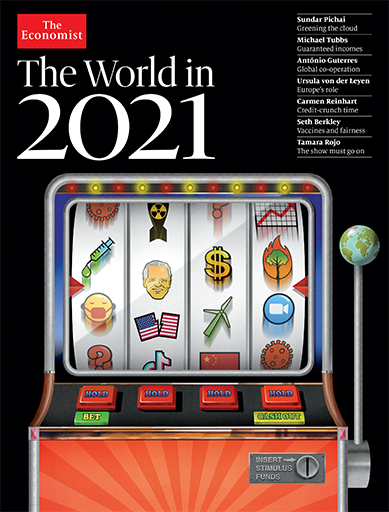 The
Economist
The World in
2021
Sundar Pichai
Greening the cloud
Michael Tubbs
Guaranteed incomes
António Guterres
Global co-operation
Ursula von der Leyen
Europe's role
Carmen Reinhart
Credit-crunch time
Seth Berkley
Vaccines and fairness
Tamara Rojo
The show must go on
HOLD HOLD HOLD HOLD
BET CASH OUT
INSERT
STIMULUS
FUNDS